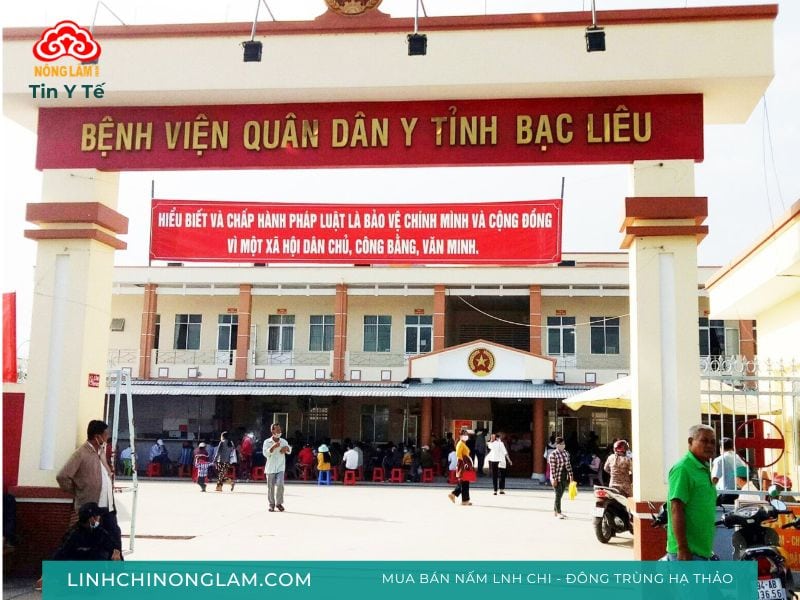 NÔNG LÂM
Tin Y Tế
BỆNH VIỆN QUÂN DÂN Y TỈNH BẠC LIÊU
HIỂU BIẾT VÀ CHẤP HÀNH PHÁP LUẬT LÀ BẢO VỆ CHÍNH MÌNH VÀ CỘNG ĐỒNG
VÌ MỘT XÃ HỘI DÂN CHỦ, CÔNG BẰNG, VĂN MINH.
LINHCHINONGLAM.COM
MUA BÁN NẤM LNH CHI - ĐÔNG TRÙNG HẠ THẢO